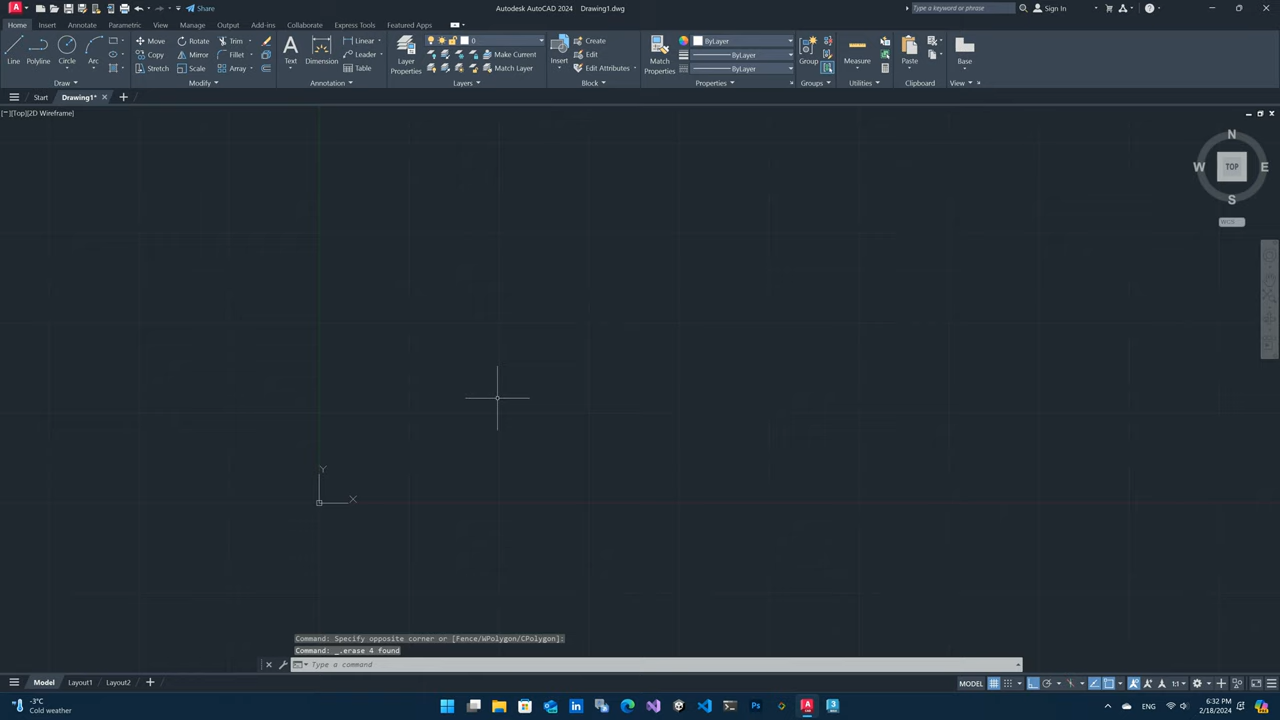 Share
Autodesk AutoCAD 2024 Drawing1.dwg
Type a keyword or phrase
Sign In
Home Insert Annotate Parametric View Manage Output Add-ins Collaborate Express Tools Featured Apps
Line Polyline Circle Arc
Draw
Move Rotate Trim
Copy Mirror Fillet
Stretch Scale Array
Modify
Text Dimension
Linear
Leader
Table
Annotation
Layer
Properties
0
Make Current
Match Layer
Layers
Insert
Create
Edit
Edit Attributes
Block
Match
Properties
ByLayer
ByLayer
ByLayer
Properties
Group
Groups
Measure
Utilities
Paste
Clipboard
Base
View
Start Drawing1*
[−][Top][2D Wireframe]
N
W TOP E
S
WCS
Y
X
Command: Specify opposite corner or [Fence/WPolygon/CPolygon]:
Command: _.erase 4 found
Type a command
Model Layout1 Layout2
MODEL 1:1
-3°C
Cold weather
6:32 PM
2/18/2024